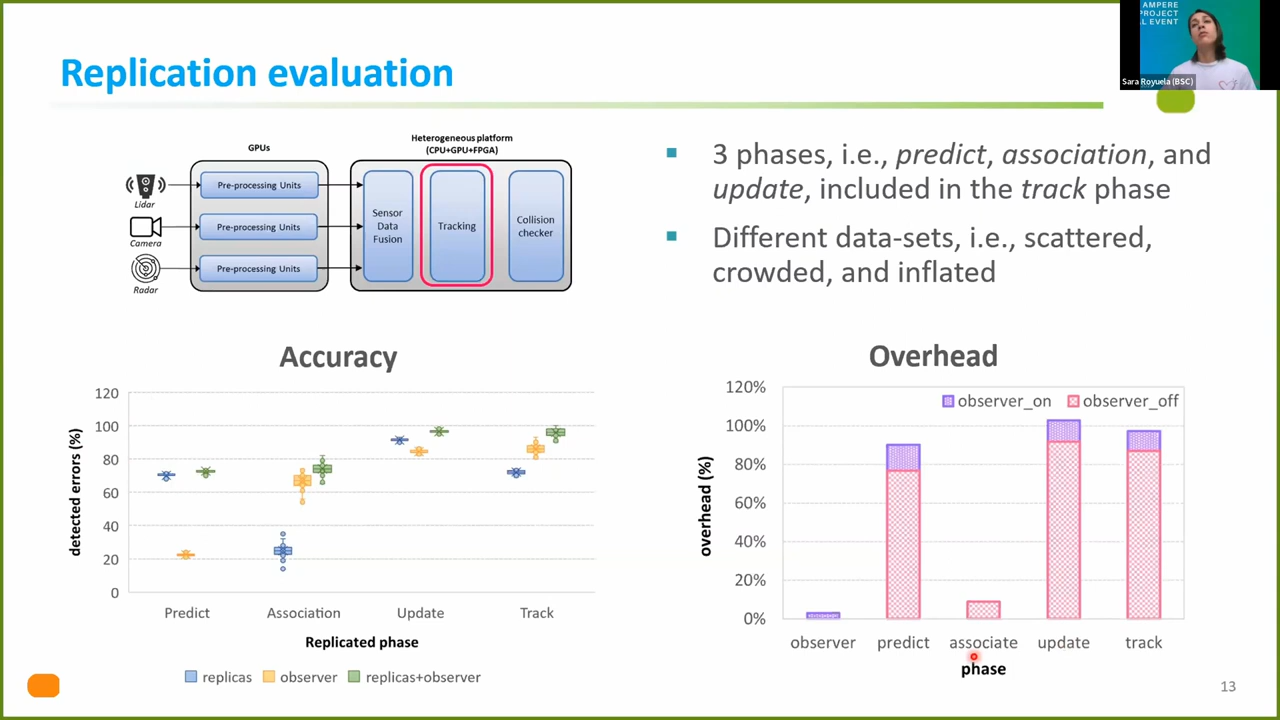 AMPERE
PROJECT
L EVENT
Sara Royuela (BSC)
Replication evaluation
GPUs
Heterogeneous platform
(CPU+GPU+FPGA)
Lidar
Camera
Radar
Pre-processing Units
Pre-processing Units
Pre-processing Units
Sensor
Data
Fusion
Tracking
Collision
checker
3 phases, i.e., predict, association, and
update, included in the track phase
Different data-sets, i.e., scattered,
crowded, and inflated
Accuracy
detected errors (%)
120
100
80
60
40
20
0
Predict
Association
Update
Track
Replicated phase
replicas
observer
replicas+observer
Overhead
overhead (%)
120%
100%
80%
60%
40%
20%
0%
observer_on
observer_off
observer
predict
associate
update
track
phase
13